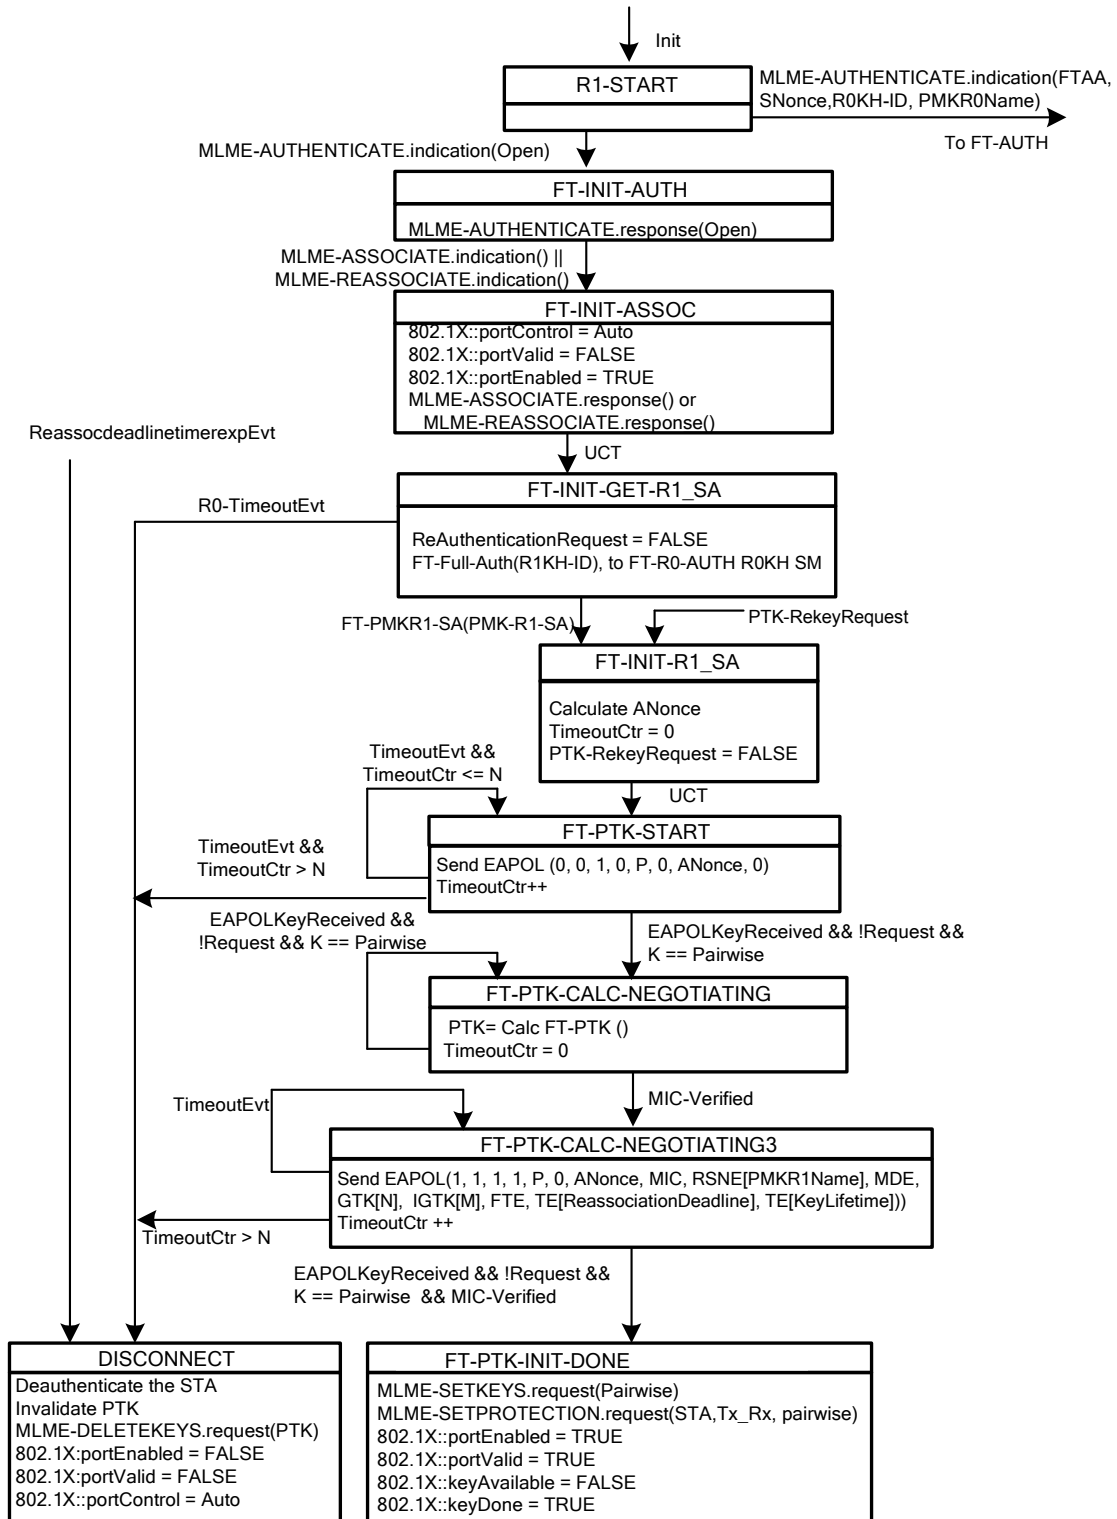 Init
R1-START
MLME-AUTHENTICATE.indication(FTAA,
SNonce,R0KH-ID, PMKR0Name)
To FT-AUTH
MLME-AUTHENTICATE.indication(Open)
FT-INIT-AUTH
MLME-AUTHENTICATE.response(Open)
MLME-ASSOCIATE.indication() ||
MLME-REASSOCIATE.indication()
FT-INIT-ASSOC
802.1X::portControl = Auto
802.1X::portValid = FALSE
802.1X::portEnabled = TRUE
MLME-ASSOCIATE.response() or
MLME-REASSOCIATE.response()
ReassocdeadlinetimerexpEvt
UCT
FT-INIT-GET-R1_SA
R0-TimeoutEvt
ReAuthenticationRequest = FALSE
FT-Full-Auth(R1KH-ID), to FT-R0-AUTH R0KH SM
FT-PMKR1-SA(PMK-R1-SA)
PTK-RekeyRequest
FT-INIT-R1_SA
Calculate ANonce
TimeoutCtr = 0
PTK-RekeyRequest = FALSE
TimeoutEvt &&
TimeoutCtr <= N
UCT
FT-PTK-START
TimeoutEvt &&
TimeoutCtr > N
Send EAPOL (0, 0, 1, 0, P, 0, ANonce, 0)
TimeoutCtr++
EAPOLKeyReceived &&
!Request && K == Pairwise
EAPOLKeyReceived && !Request &&
K == Pairwise
FT-PTK-CALC-NEGOTIATING
PTK= Calc FT-PTK ()
TimeoutCtr = 0
TimeoutEvt
MIC-Verified
FT-PTK-CALC-NEGOTIATING3
Send EAPOL(1, 1, 1, 1, P, 0, ANonce, MIC, RSNE[PMKR1Name], MDE,
GTK[N], IGTK[M], FTE, TE[ReassociationDeadline], TE[KeyLifetime]))
TimeoutCtr ++
TimeoutCtr > N
EAPOLKeyReceived && !Request &&
K == Pairwise && MIC-Verified
DISCONNECT
Deauthenticate the STA
Invalidate PTK
MLME-DELETEKEYS.request(PTK)
802.1X:portEnabled = FALSE
802.1X:portValid = FALSE
802.1X::portControl = Auto
FT-PTK-INIT-DONE
MLME-SETKEYS.request(Pairwise)
MLME-SETPROTECTION.request(STA,Tx_Rx, pairwise)
802.1X::portEnabled = TRUE
802.1X::portValid = TRUE
802.1X::keyAvailable = FALSE
802.1X::keyDone = TRUE